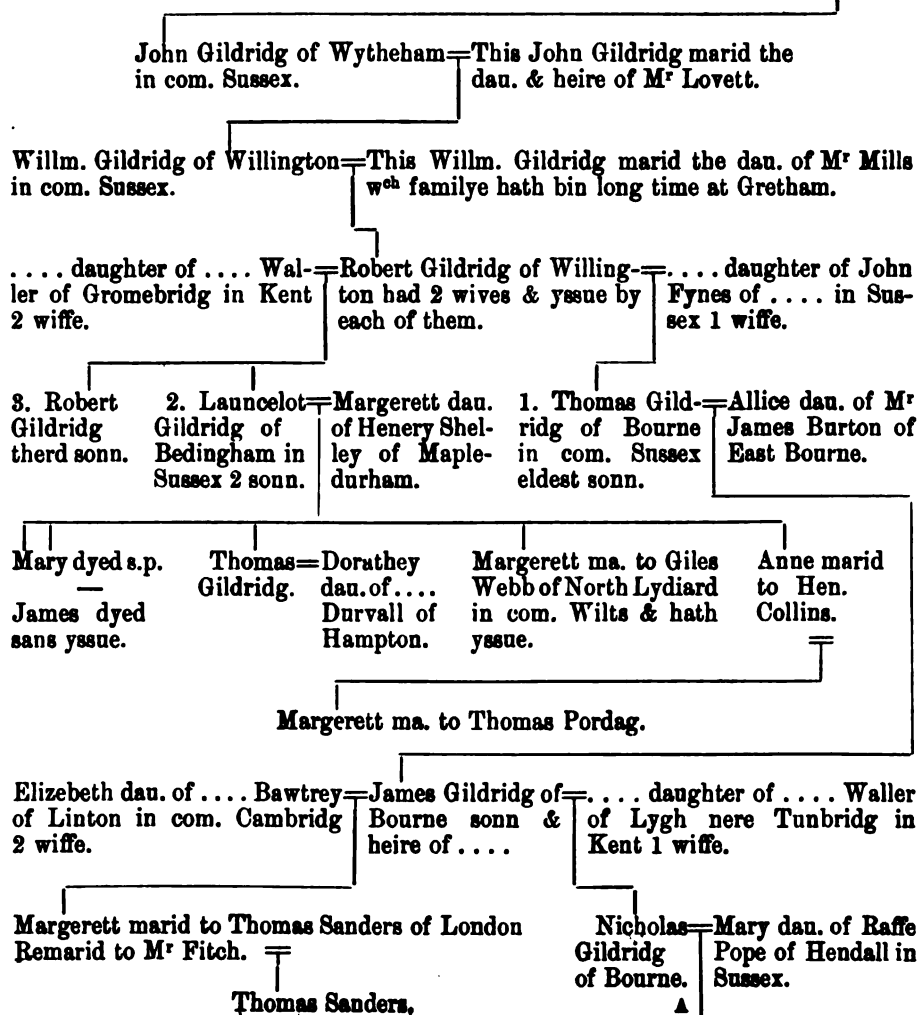 John Gildridg of Wytheham=This John Gildridg marid the
in com. Sussex. dau. & heire of Mr Lovett.
Willm. Gildridg of Willington=This Willm. Gildridg marid the dau. of Mr Mills
in com. Sussex. wch familye hath bin long time at Gretham.
. . . . daughter of . . . . Wal-
ler of Gromebridg in Kent
2 wiffe.
=Robert Gildridg of Willing-
ton had 2 wives & yssue by
each of them.
=. . . . daughter of John
Fynes of . . . . in Sus-
sex 1 wiffe.
3. Robert
Gildridg
therd sonn.
2. Launcelot=
Gildridg of
Bedingham in
Sussex 2 sonn.
Margerett dau.
of Henery Shel-
ley of Maple-
durham.
1. Thomas Gild-=
ridg of Bourne
in com. Sussex
eldest sonn.
Allice dau. of Mr
James Burton of
East Bourne.
Mary dyed s.p.
—
James dyed
sans yssue.
Thomas=
Gildridg.
Dorathey
dau. of . . . .
Durvall of
Hampton.
Margerett ma. to Giles
Webb of North Lydiard
in com. Wilts & hath
yssue.
Anne marid
to Hen.
Collins.
=
Margerett ma. to Thomas Pordag.
Elizebeth dau. of . . . . Bawtrey=
of Linton in com. Cambridg
2 wiffe.
James Gildridg of=
Bourne sonn &
heire of . . . .
. . . . daughter of . . . . Waller
of Lygh nere Tunbridg in
Kent 1 wiffe.
Margerett marid to Thomas Sanders of London
Remarid to Mr Fitch. =
Thomas Sanders.
Nicholas=
Gildridg
of Bourne.
Mary dau. of Raffe
Pope of Hendall in
Sussex.
▲